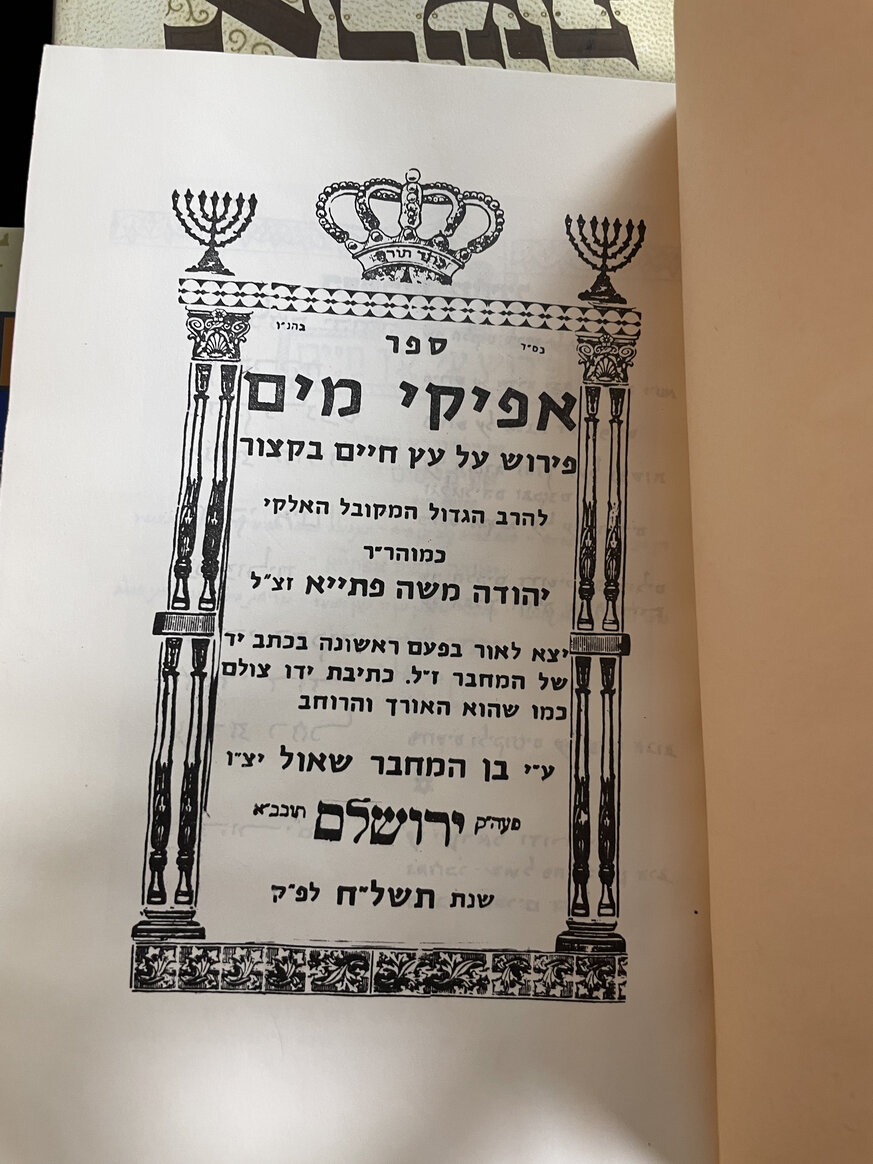 כתר תורה
בס״ד ספר בהנ״ו
אפיקי מים
פירוש על עץ חיים בקצור
להרב הגדול המקובל האלקי
כמוהר״ר
יהודה משה פתייא זצ״ל
יצא לאור בפעם ראשונה בכתב יד
של המחבר ז״ל. כתיבת ידו צולם
כמו שהוא האורך והרוחב
ע״י בן המחבר שאול יצ״ו
פעה״ק ירושלם תובב״א
שנת תשל״ח לפ״ק